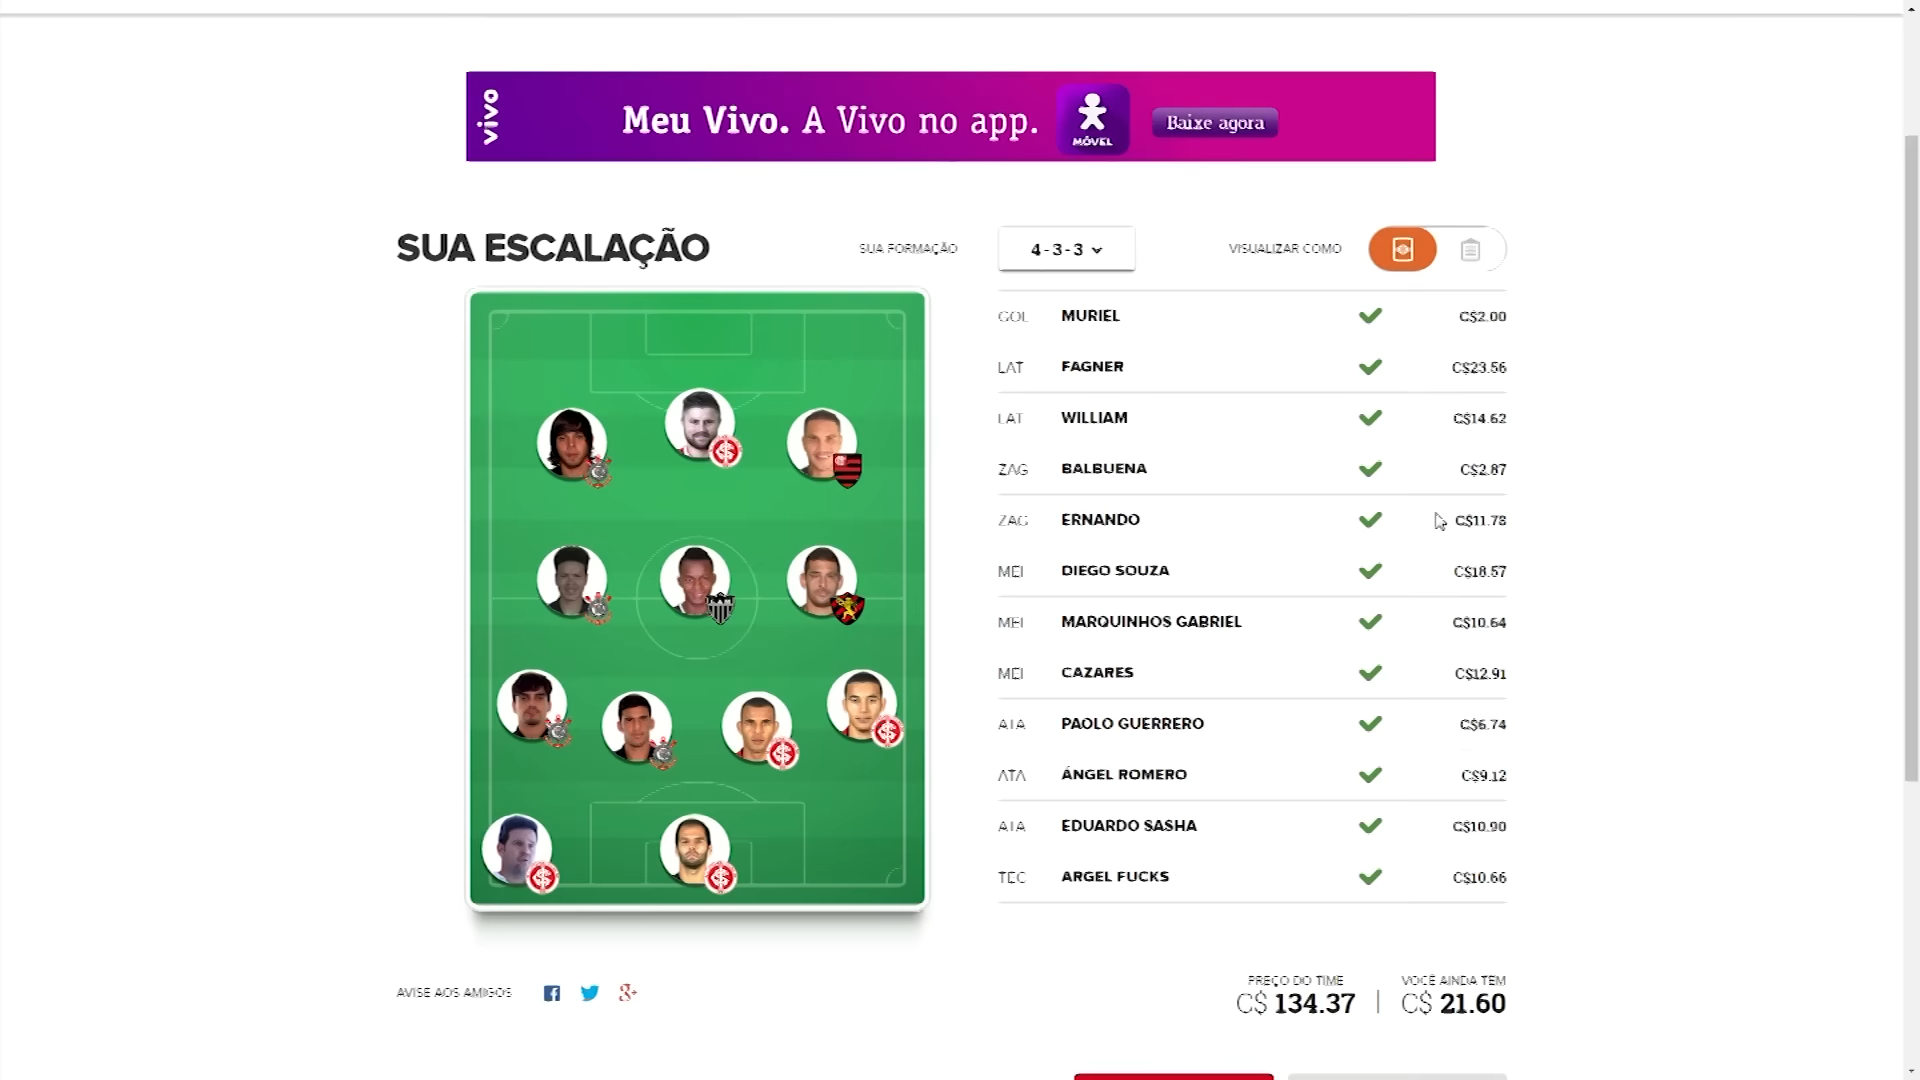 vivo
Meu Vivo. A Vivo no app.
MÓVEL
Baixe agora
SUA ESCALAÇÃO
SUA FORMAÇÃO
4-3-3
VISUALIZAR COMO
GOL MURIEL C$2.00
LAT FAGNER C$23.56
LAT WILLIAM C$14.62
ZAG BALBUENA C$2.87
ZAG ERNANDO C$11.78
MEI DIEGO SOUZA C$18.57
MEI MARQUINHOS GABRIEL C$10.64
MEI CAZARES C$12.91
ATA PAOLO GUERRERO C$6.74
ATA ÁNGEL ROMERO C$9.12
ATA EDUARDO SASHA C$10.90
TEC ARGEL FUCKS C$10.66
AVISE AOS AMIGOS
PREÇO DO TIME
C$ 134.37
VOCÊ AINDA TEM
C$ 21.60